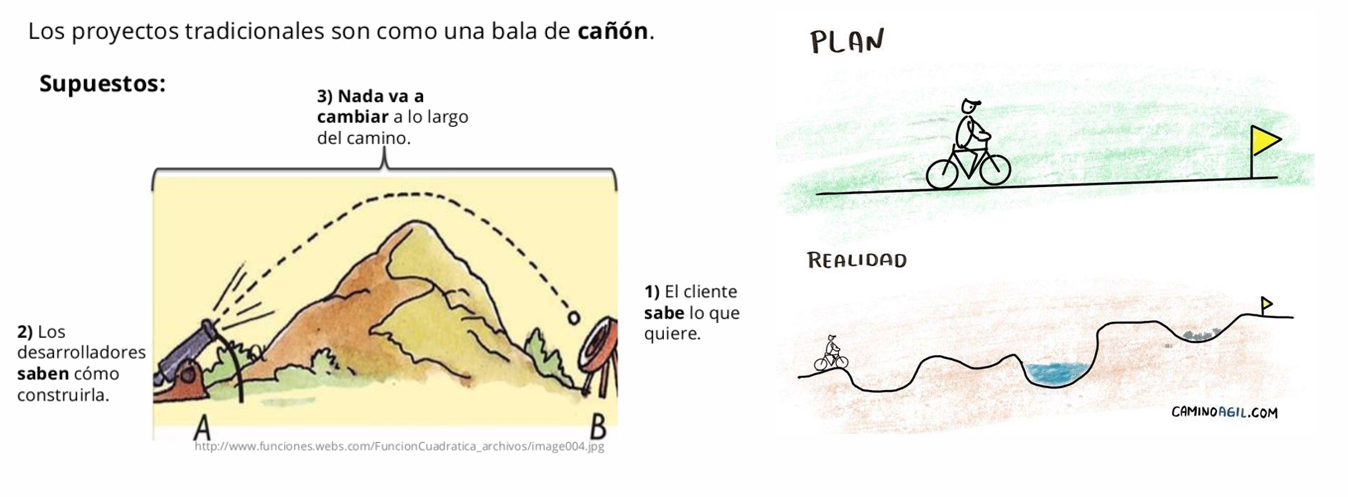 Los proyectos tradicionales son como una bala de cañón.
Supuestos:
3) Nada va a
cambiar a lo largo
del camino.
2) Los
desarrolladores
saben cómo
construirla.
1) El cliente
sabe lo que
quiere.
A
B
http://www.funciones.webs.com/FuncionCuadratica_archivos/image004.jpg
PLAN
REALIDAD
CAMINOAGIL.COM